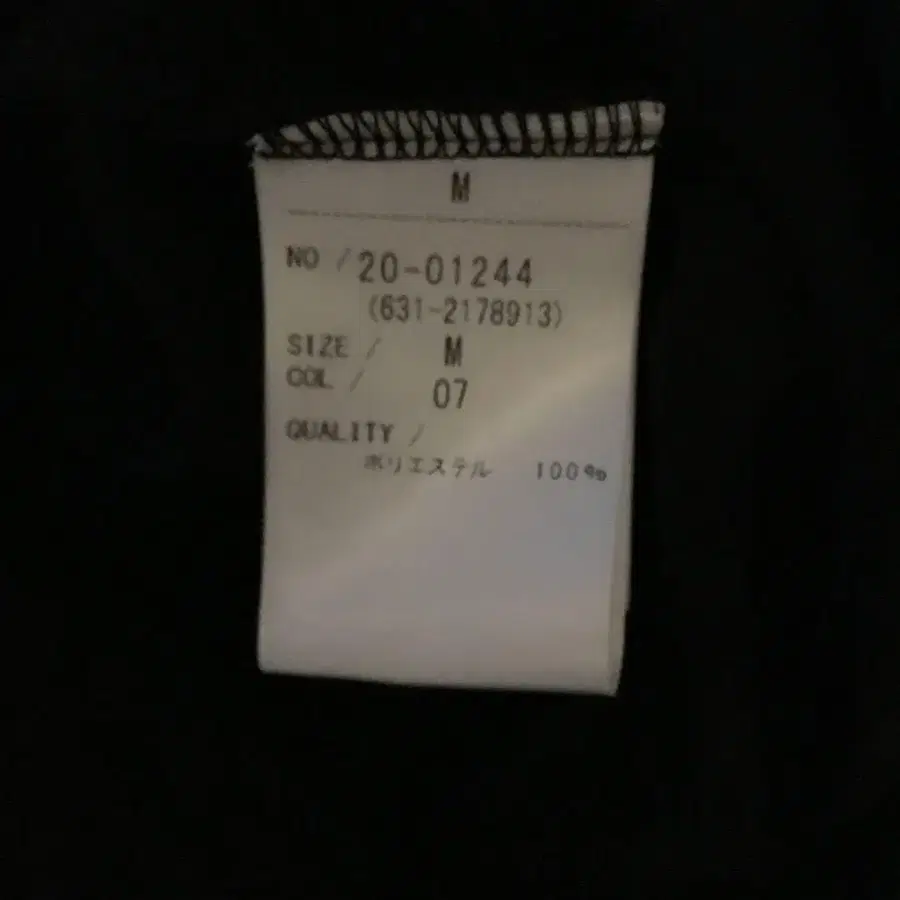 M
NO / 20-01244
(631-2178913)
SIZE / M
COL / 07
QUALITY /
ポリエステル 100%